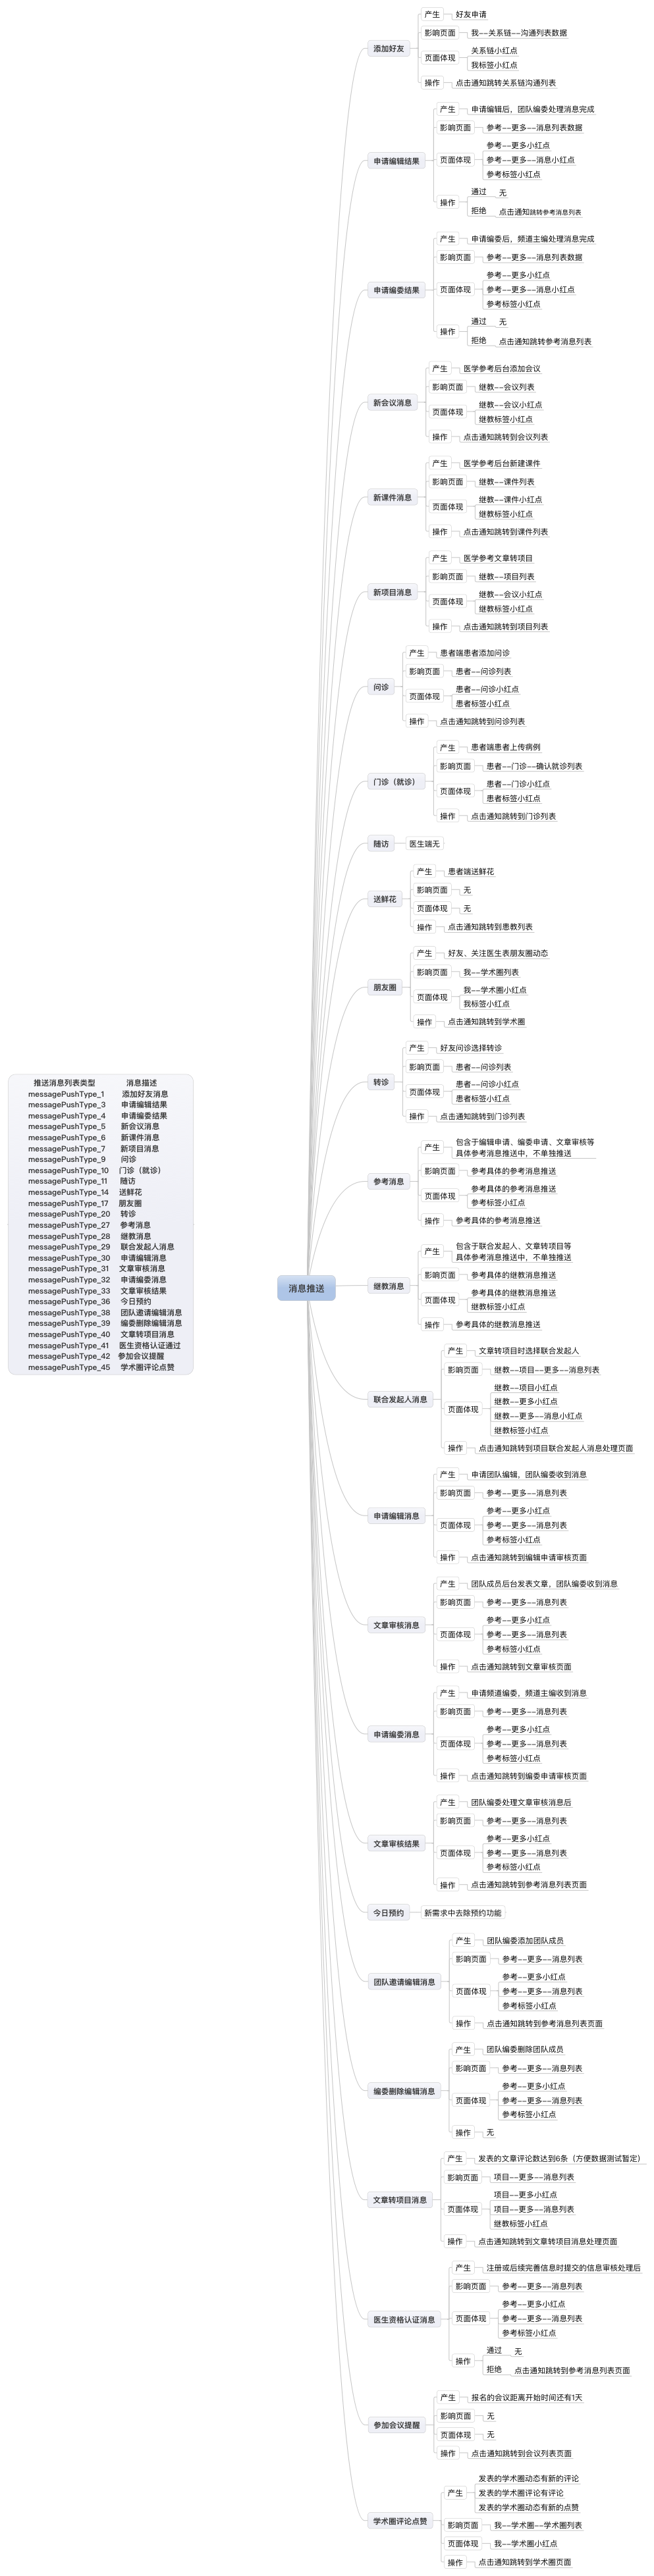 推送消息列表类型 消息描述
messagePushType_1 添加好友消息
messagePushType_3 申请编辑结果
messagePushType_4 申请编委结果
messagePushType_5 新会议消息
messagePushType_6 新课件消息
messagePushType_7 新项目消息
messagePushType_9 问诊
messagePushType_10 门诊（就诊）
messagePushType_11 随访
messagePushType_14 送鲜花
messagePushType_17 朋友圈
messagePushType_20 转诊
messagePushType_27 参考消息
messagePushType_28 继教消息
messagePushType_29 联合发起人消息
messagePushType_30 申请编辑消息
messagePushType_31 文章审核消息
messagePushType_32 申请编委消息
messagePushType_33 文章审核结果
messagePushType_36 今日预约
messagePushType_38 团队邀请编辑消息
messagePushType_39 编委删除编辑消息
messagePushType_40 文章转项目消息
messagePushType_41 医生资格认证通过
messagePushType_42 参加会议提醒
messagePushType_45 学术圈评论点赞
消息推送
添加好友
产生 好友申请
影响页面 我--关系链--沟通列表数据
页面体现
关系链小红点
我标签小红点
操作 点击通知跳转关系链沟通列表
申请编辑结果
产生 申请编辑后，团队编委处理消息完成
影响页面 参考--更多--消息列表数据
页面体现
参考--更多小红点
参考--更多--消息小红点
参考标签小红点
操作
通过 无
拒绝 点击通知跳转参考消息列表
申请编委结果
产生 申请编委后，频道主编处理消息完成
影响页面 参考--更多--消息列表数据
页面体现
参考--更多小红点
参考--更多--消息小红点
参考标签小红点
操作
通过 无
拒绝 点击通知跳转参考消息列表
新会议消息
产生 医学参考后台添加会议
影响页面 继教--会议列表
页面体现
继教--会议小红点
继教标签小红点
操作 点击通知跳转到会议列表
新课件消息
产生 医学参考后台新建课件
影响页面 继教--课件列表
页面体现
继教--课件小红点
继教标签小红点
操作 点击通知跳转到课件列表
新项目消息
产生 医学参考文章转项目
影响页面 继教--项目列表
页面体现
继教--会议小红点
继教标签小红点
操作 点击通知跳转到项目列表
问诊
产生 患者端患者添加问诊
影响页面 患者--问诊列表
页面体现
患者--问诊小红点
患者标签小红点
操作 点击通知跳转到问诊列表
门诊（就诊）
产生 患者端患者上传病例
影响页面 患者--门诊--确认就诊列表
页面体现
患者--门诊小红点
患者标签小红点
操作 点击通知跳转到门诊列表
随访 医生端无
送鲜花
产生 患者端送鲜花
影响页面 无
页面体现 无
操作 点击通知跳转到患教列表
朋友圈
产生 好友、关注医生表朋友圈动态
影响页面 我--学术圈列表
页面体现
我--学术圈小红点
我标签小红点
操作 点击通知跳转到学术圈
转诊
产生 好友问诊选择转诊
影响页面 患者--问诊列表
页面体现
患者--问诊小红点
患者标签小红点
操作 点击通知跳转到门诊列表
参考消息
产生
包含于编辑申请、编委申请、文章审核等
具体参考消息推送中，不单独推送
影响页面 参考具体的参考消息推送
页面体现
参考具体的参考消息推送
参考标签小红点
操作 参考具体的参考消息推送
继教消息
产生
包含于联合发起人、文章转项目等
具体参考消息推送中，不单独推送
影响页面 参考具体的继教消息推送
页面体现
参考具体的继教消息推送
继教标签小红点
操作 参考具体的继教消息推送
联合发起人消息
产生 文章转项目时选择联合发起人
影响页面 继教--项目--更多--消息列表
页面体现
继教--项目小红点
继教--更多小红点
继教--更多--消息小红点
继教标签小红点
操作 点击通知跳转到项目联合发起人消息处理页面
申请编辑消息
产生 申请团队编辑，团队编委收到消息
影响页面 参考--更多--消息列表
页面体现
参考--更多小红点
参考--更多--消息列表
参考标签小红点
操作 点击通知跳转到编辑申请审核页面
文章审核消息
产生 团队成员后台发表文章，团队编委收到消息
影响页面 参考--更多--消息列表
页面体现
参考--更多小红点
参考--更多--消息列表
参考标签小红点
操作 点击通知跳转到文章审核页面
申请编委消息
产生 申请频道编委，频道主编收到消息
影响页面 参考--更多--消息列表
页面体现
参考--更多小红点
参考--更多--消息列表
参考标签小红点
操作 点击通知跳转到编委申请审核页面
文章审核结果
产生 团队编委处理文章审核消息后
影响页面 参考--更多--消息列表
页面体现
参考--更多小红点
参考--更多--消息列表
参考标签小红点
操作 点击通知跳转到参考消息列表页面
今日预约 新需求中去除预约功能
团队邀请编辑消息
产生 团队编委添加团队成员
影响页面 参考--更多--消息列表
页面体现
参考--更多小红点
参考--更多--消息列表
参考标签小红点
操作 点击通知跳转到参考消息列表页面
编委删除编辑消息
产生 团队编委删除团队成员
影响页面 参考--更多--消息列表
页面体现
参考--更多小红点
参考--更多--消息列表
参考标签小红点
操作 无
文章转项目消息
产生 发表的文章评论数达到6条（方便数据测试暂定）
影响页面 项目--更多--消息列表
页面体现
项目--更多小红点
项目--更多--消息列表
继教标签小红点
操作 点击通知跳转到文章转项目消息处理页面
医生资格认证消息
产生 注册或后续完善信息时提交的信息审核处理后
影响页面 参考--更多--消息列表
页面体现
参考--更多小红点
参考--更多--消息列表
参考标签小红点
操作
通过 无
拒绝 点击通知跳转到参考消息列表页面
参加会议提醒
产生 报名的会议距离开始时间还有1天
影响页面 无
页面体现 无
操作 点击通知跳转到会议列表页面
学术圈评论点赞
产生
发表的学术圈动态有新的评论
发表的学术圈评论有评论
发表的学术圈动态有新的点赞
影响页面 我--学术圈--学术圈列表
页面体现 我--学术圈小红点
操作 点击通知跳转到学术圈页面